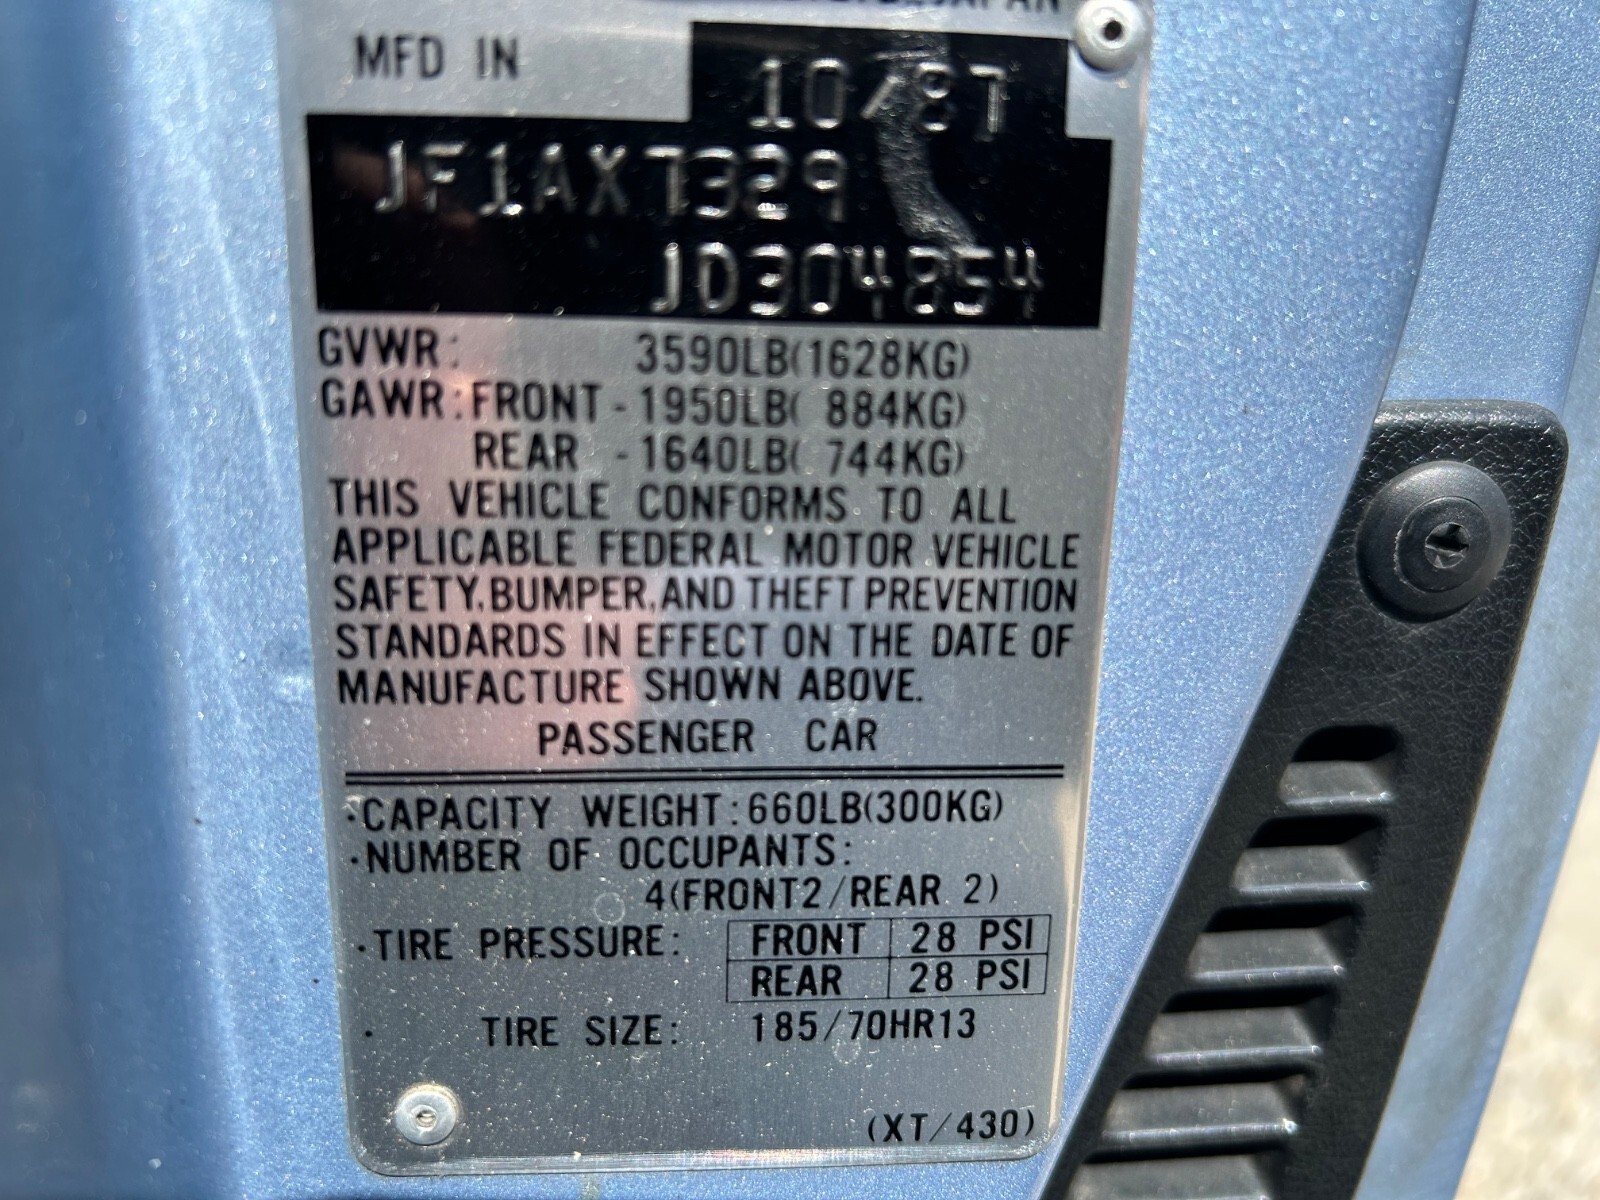 JAPAN
MFD IN 10/87
JF1AX7329
JD304854
GVWR: 3590LB(1628KG)
GAWR:FRONT - 1950LB( 884KG)
REAR - 1640LB( 744KG)
THIS VEHICLE CONFORMS TO ALL
APPLICABLE FEDERAL MOTOR VEHICLE
SAFETY,BUMPER,AND THEFT PREVENTION
STANDARDS IN EFFECT ON THE DATE OF
MANUFACTURE SHOWN ABOVE.
PASSENGER CAR
·CAPACITY WEIGHT:660LB(300KG)
·NUMBER OF OCCUPANTS:
4(FRONT2/REAR 2)
·TIRE PRESSURE: FRONT 28 PSI
REAR 28 PSI
· TIRE SIZE: 185/70HR13
(XT/430)